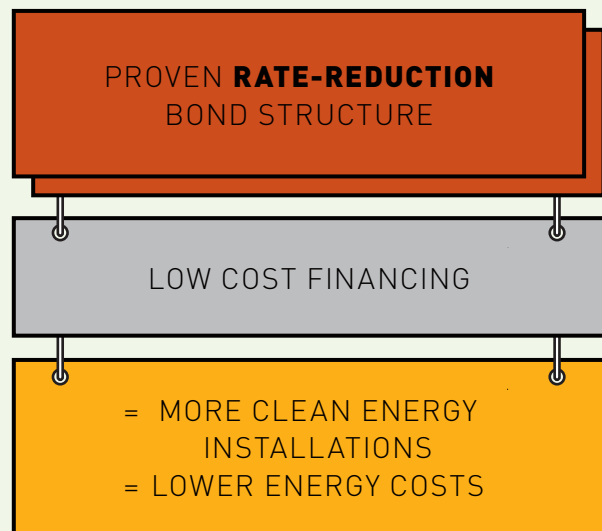 PROVEN RATE-REDUCTION
BOND STRUCTURE
LOW COST FINANCING
= MORE CLEAN ENERGY
INSTALLATIONS
= LOWER ENERGY COSTS